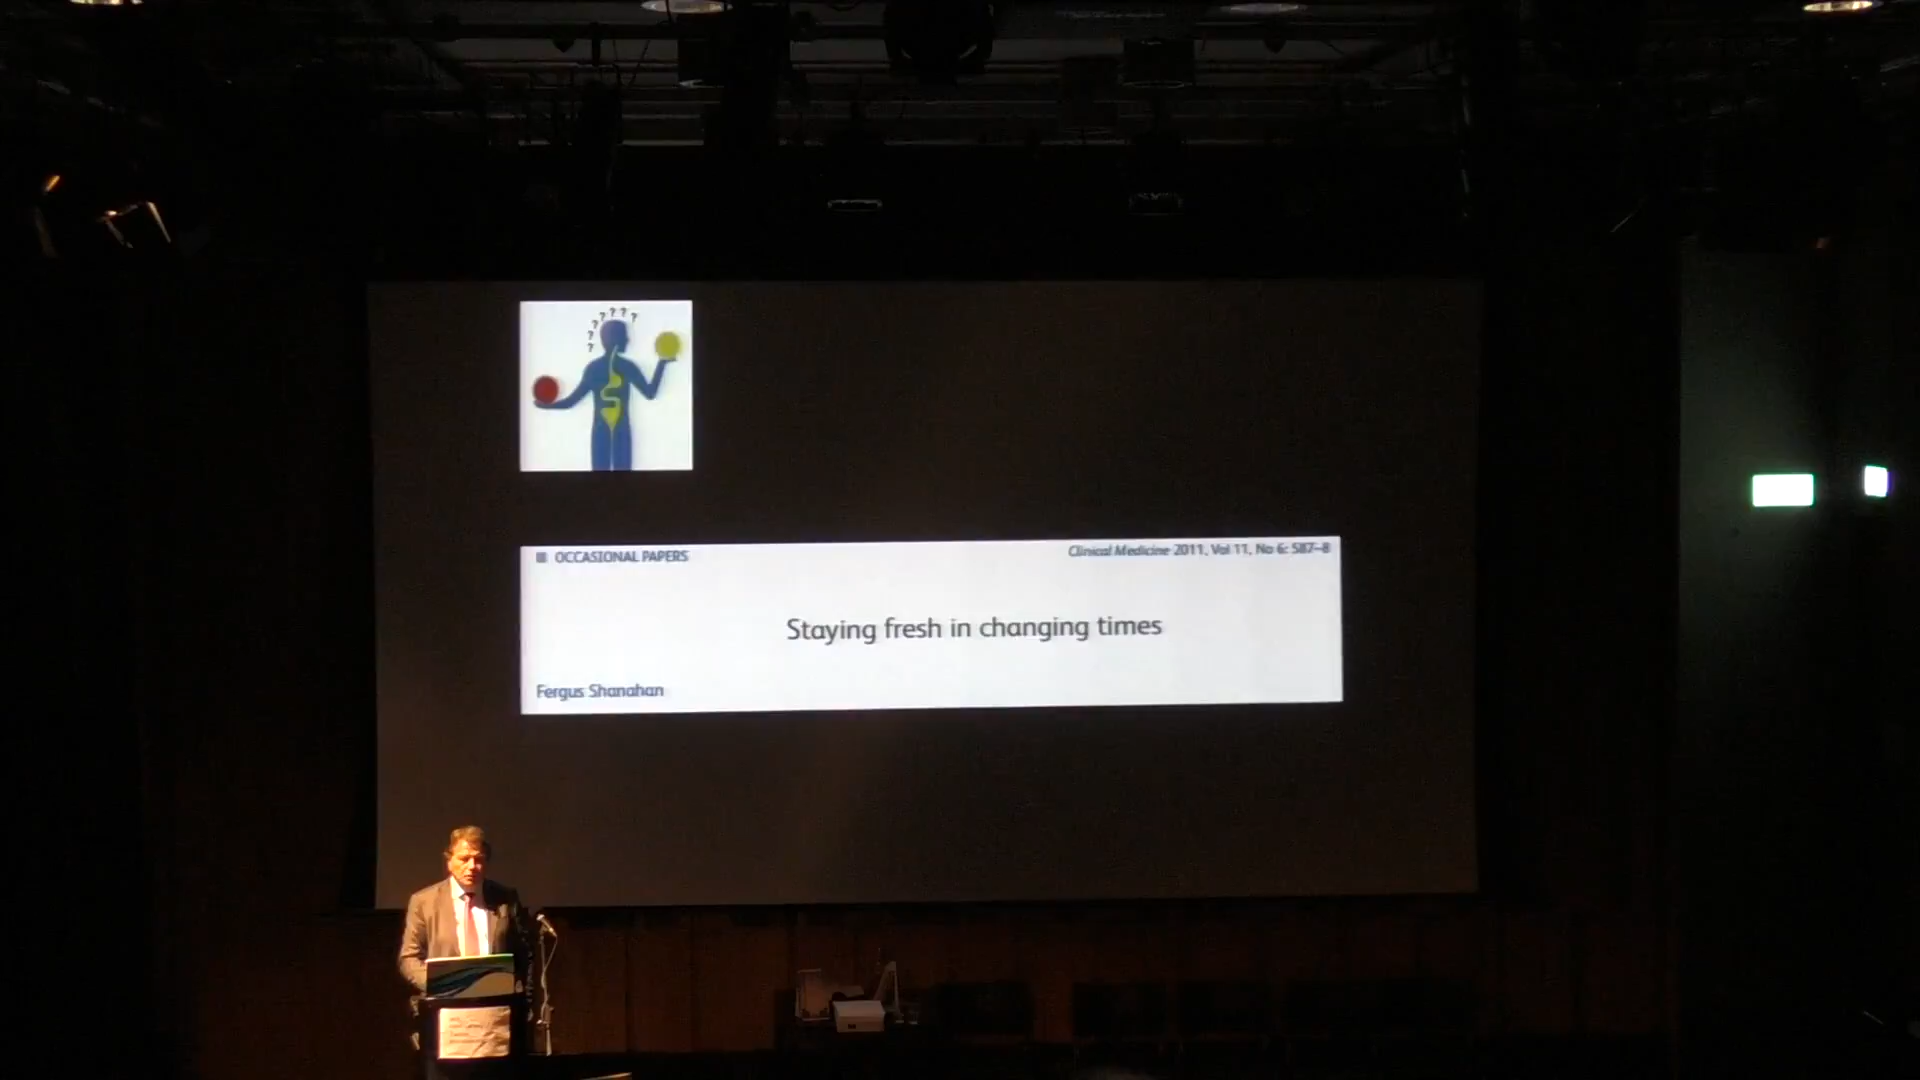 ? ? ? ? ? ? ? ?
OCCASIONAL PAPERS
Clinical Medicine 2011, Vol 11, No 6: 587–8
Staying fresh in changing times
Fergus Shanahan